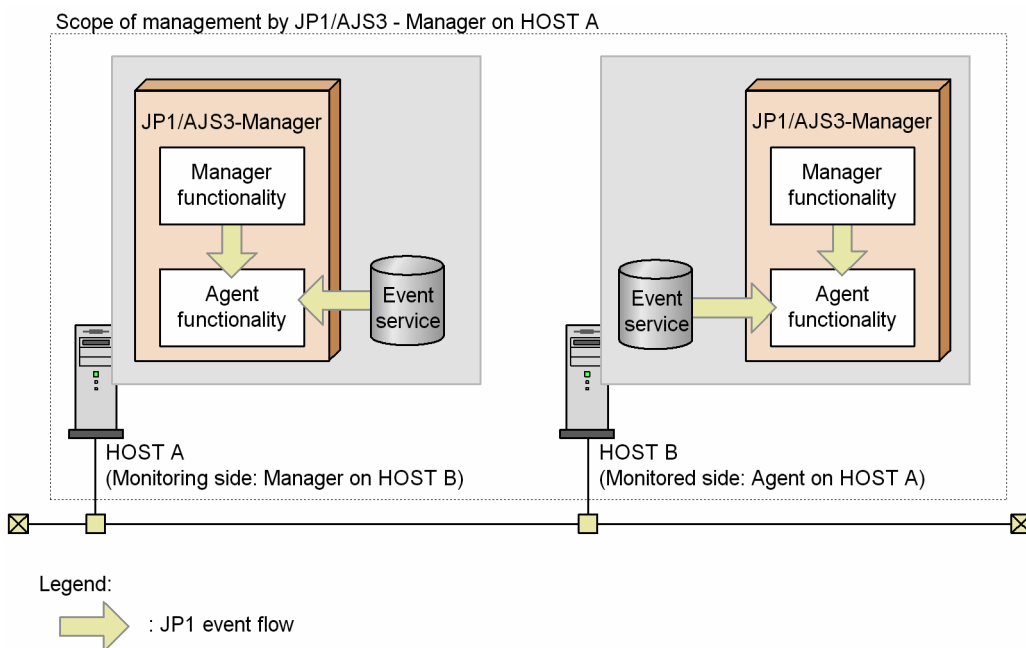 Scope of management by JP1/AJS3 - Manager on HOST A
JP1/AJS3-Manager
Manager
functionality
Agent
functionality
Event
service
HOST A
(Monitoring side: Manager on HOST B)
JP1/AJS3-Manager
Manager
functionality
Event
service
Agent
functionality
HOST B
(Monitored side: Agent on HOST A)
Legend:
: JP1 event flow